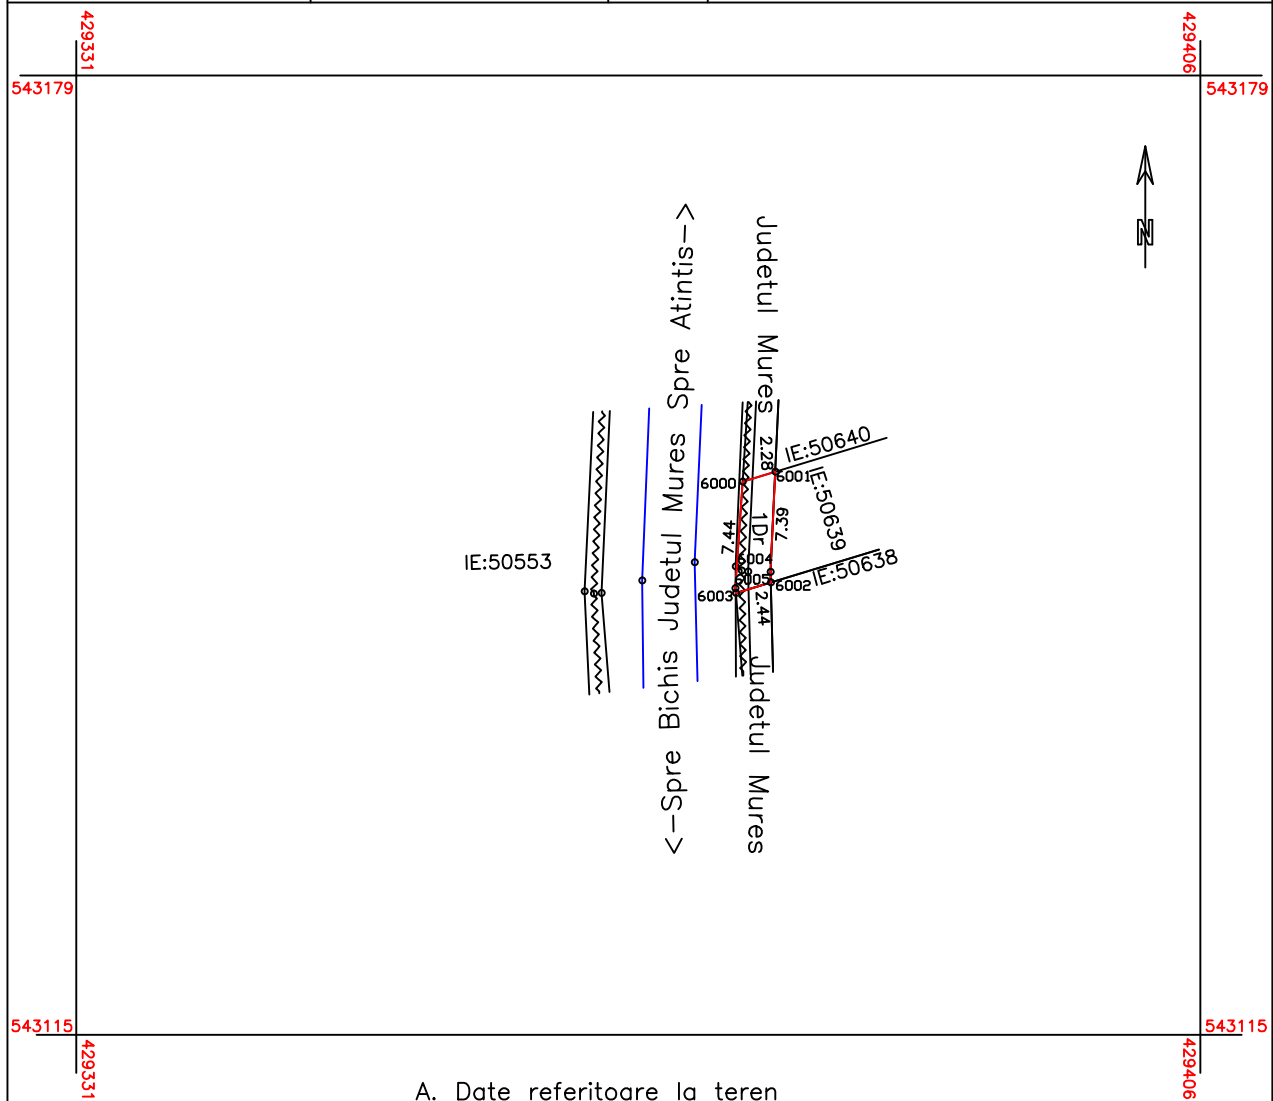 429331
429406
543179
543179
N
Judetul Mures
<-Spre Bichis Judetul Mures Spre Atintis->
2.28
IE:50640
6000
6001
IE:50639
7.44
1Dr
7.39
IE:50553
6004
6005
IE:50638
6003
6002
2.44
Judetul Mures
543115
543115
429331
429406
A. Date referitoare la teren